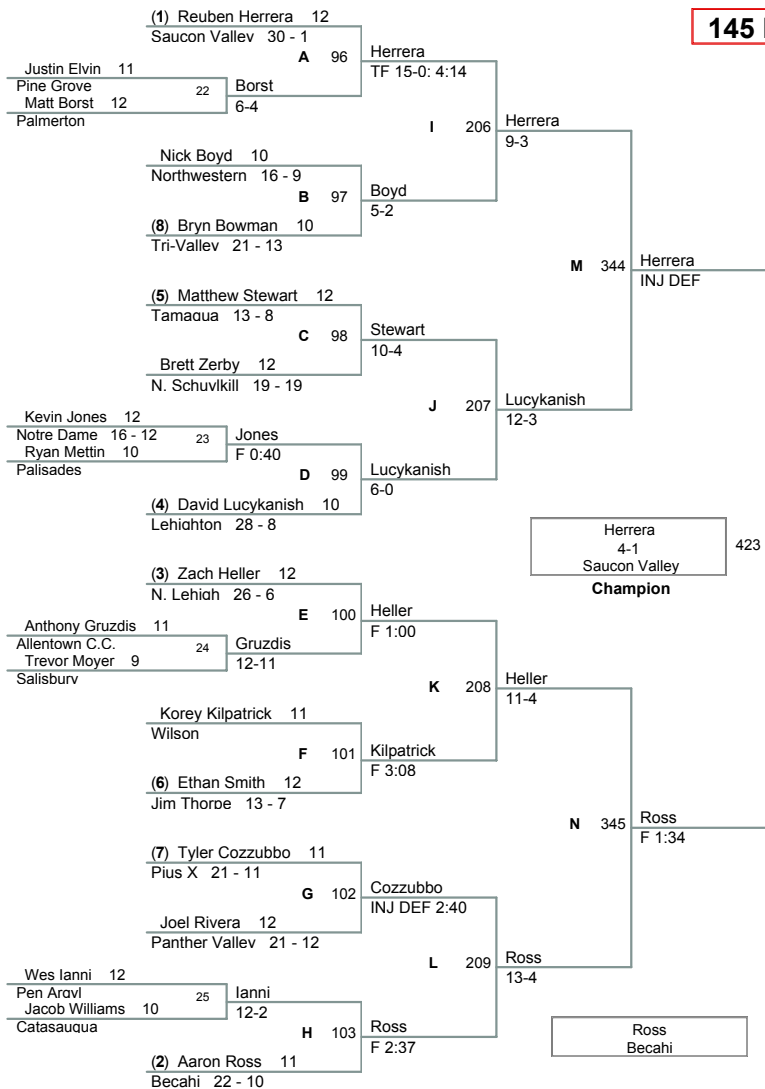 (1) Reuben Herrera 12
Saucon Valley 30 - 1
145
A 96
Herrera
TF 15-0: 4:14
Justin Elvin 11
Pine Grove
22
Borst
6-4
Matt Borst 12
Palmerton
I 206
Herrera
9-3
Nick Boyd 10
Northwestern 16 - 9
B 97
Boyd
5-2
(8) Bryn Bowman 10
Tri-Valley 21 - 13
M 344
Herrera
INJ DEF
(5) Matthew Stewart 12
Tamaqua 13 - 8
C 98
Stewart
10-4
Brett Zerby 12
N. Schuylkill 19 - 19
J 207
Lucykanish
12-3
Kevin Jones 12
Notre Dame 16 - 12
23
Jones
F 0:40
Ryan Mettin 10
Palisades
D 99
Lucykanish
6-0
(4) David Lucykanish 10
Lehighton 28 - 8
Herrera
4-1
Saucon Valley
423
Champion
(3) Zach Heller 12
N. Lehigh 26 - 6
E 100
Heller
F 1:00
Anthony Gruzdis 11
Allentown C.C.
24
Gruzdis
12-11
Trevor Moyer 9
Salisbury
K 208
Heller
11-4
Korey Kilpatrick 11
Wilson
F 101
Kilpatrick
F 3:08
(6) Ethan Smith 12
Jim Thorpe 13 - 7
N 345
Ross
F 1:34
(7) Tyler Cozzubbo 11
Pius X 21 - 11
G 102
Cozzubbo
INJ DEF 2:40
Joel Rivera 12
Panther Valley 21 - 12
L 209
Ross
13-4
Wes Ianni 12
Pen Argyl
25
Ianni
12-2
Jacob Williams 10
Catasauqua
H 103
Ross
F 2:37
(2) Aaron Ross 11
Becahi 22 - 10
Ross
Becahi